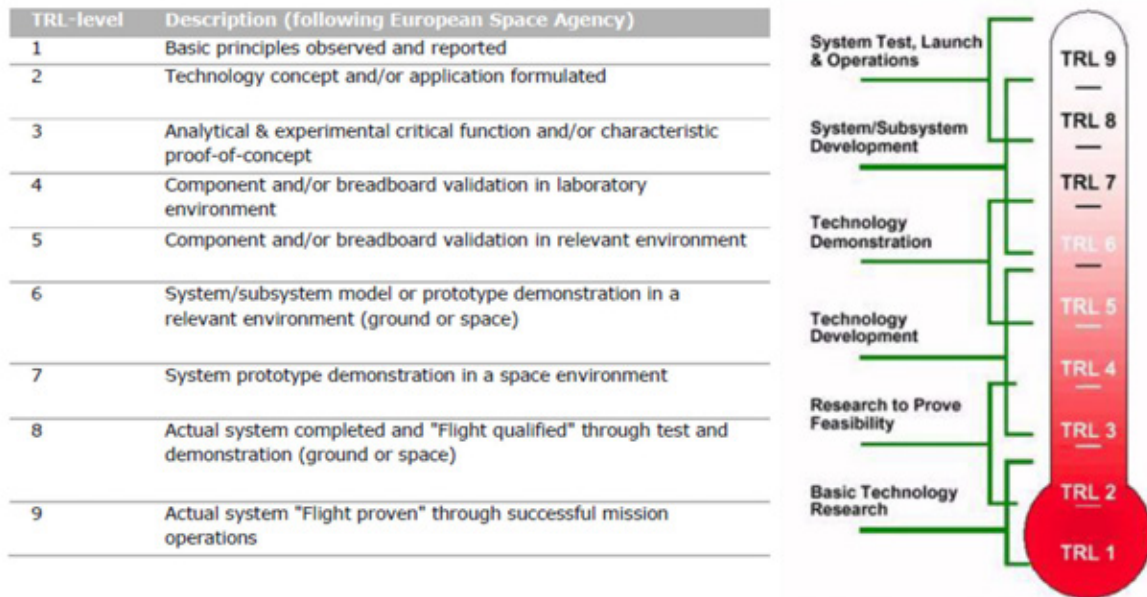 TRL-level Description (following European Space Agency)
1 Basic principles observed and reported
2 Technology concept and/or application formulated
3 Analytical & experimental critical function and/or characteristic
proof-of-concept
4 Component and/or breadboard validation in laboratory
environment
5 Component and/or breadboard validation in relevant environment
6 System/subsystem model or prototype demonstration in a
relevant environment (ground or space)
7 System prototype demonstration in a space environment
8 Actual system completed and "Flight qualified" through test and
demonstration (ground or space)
9 Actual system "Flight proven" through successful mission
operations
System Test, Launch
& Operations
System/Subsystem
Development
Technology
Demonstration
Technology
Development
Research to Prove
Feasibility
Basic Technology
Research
TRL 9
TRL 8
TRL 7
TRL 6
TRL 5
TRL 4
TRL 3
TRL 2
TRL 1